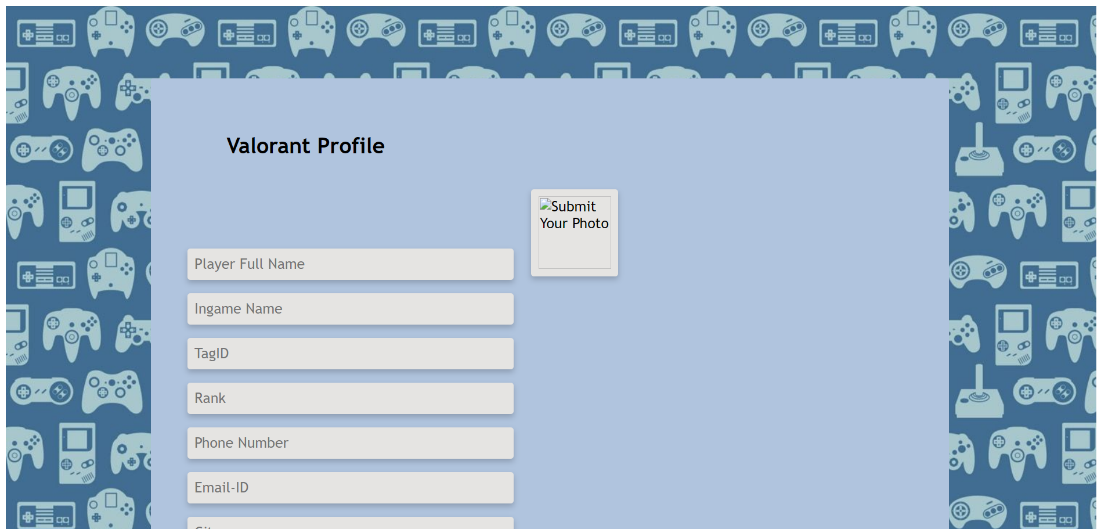 Valorant Profile
Submit
Your Photo
Player Full Name
Ingame Name
TagID
Rank
Phone Number
Email-ID